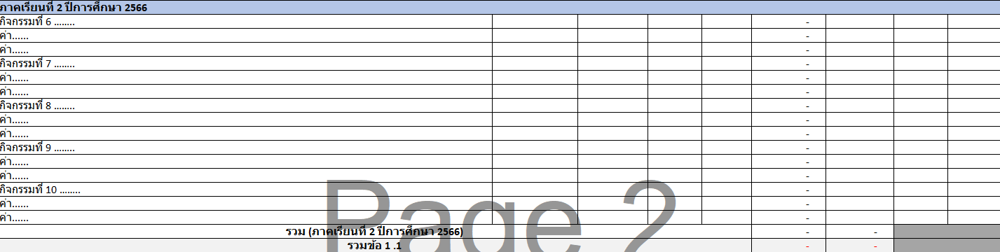 ภาคเรียนที่ 2 ปีการศึกษา 2566
กิจกรรมที่ 6 ........ -
ค่า...... -
ค่า...... -
กิจกรรมที่ 7 ........ -
ค่า...... -
ค่า...... -
กิจกรรมที่ 8 ........ -
ค่า...... -
ค่า...... -
กิจกรรมที่ 9 ........ -
ค่า...... -
ค่า...... -
กิจกรรมที่ 10 ........ -
ค่า...... -
ค่า...... -
รวม (ภาคเรียนที่ 2 ปีการศึกษา 2566) - -
รวมข้อ 1 .1 - -
Page 2